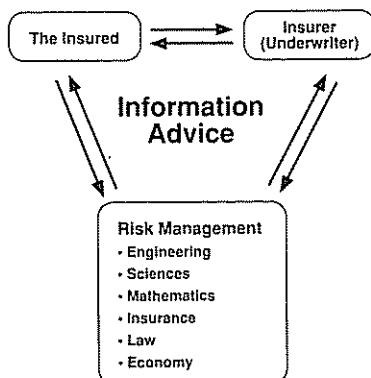 The Insured
Insurer
(Underwriter)
Information
Advice
Risk Management
• Engineering
• Sciences
• Mathematics
• Insurance
• Law
• Economy